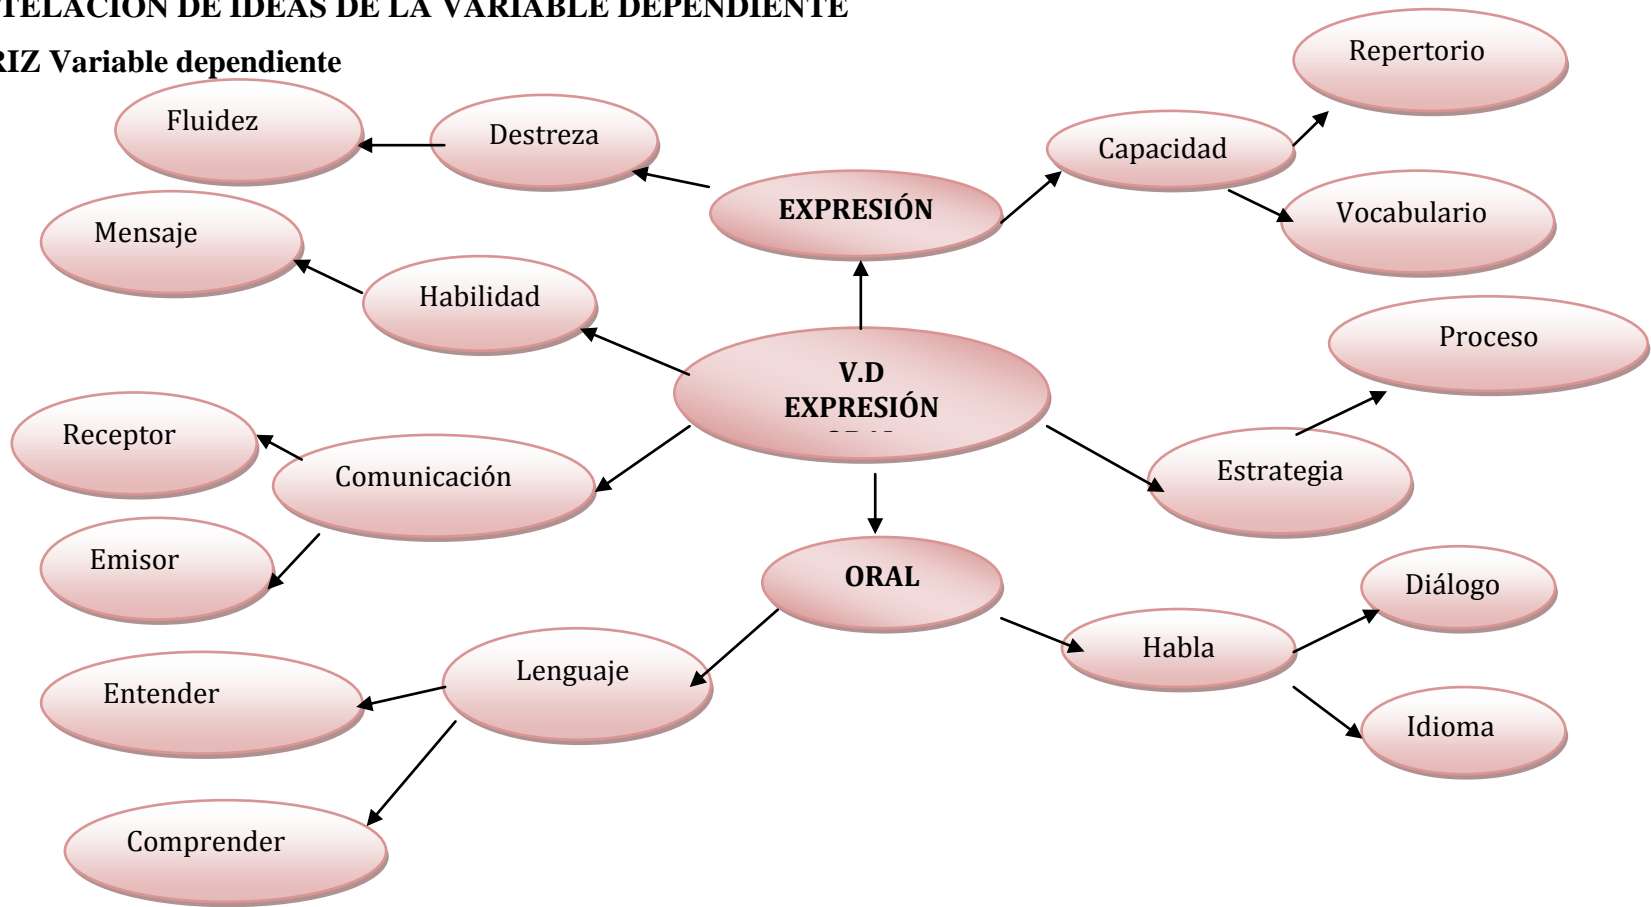 TELACIÓN DE IDEAS DE LA VARIABLE DEPENDIENTE
RIZ Variable dependiente
Repertorio
Fluidez
Destreza
Capacidad
EXPRESIÓN
Vocabulario
Mensaje
Habilidad
Proceso
V.D
EXPRESIÓN
Receptor
Comunicación
Estrategia
Emisor
ORAL
Diálogo
Habla
Lenguaje
Entender
Idioma
Comprender